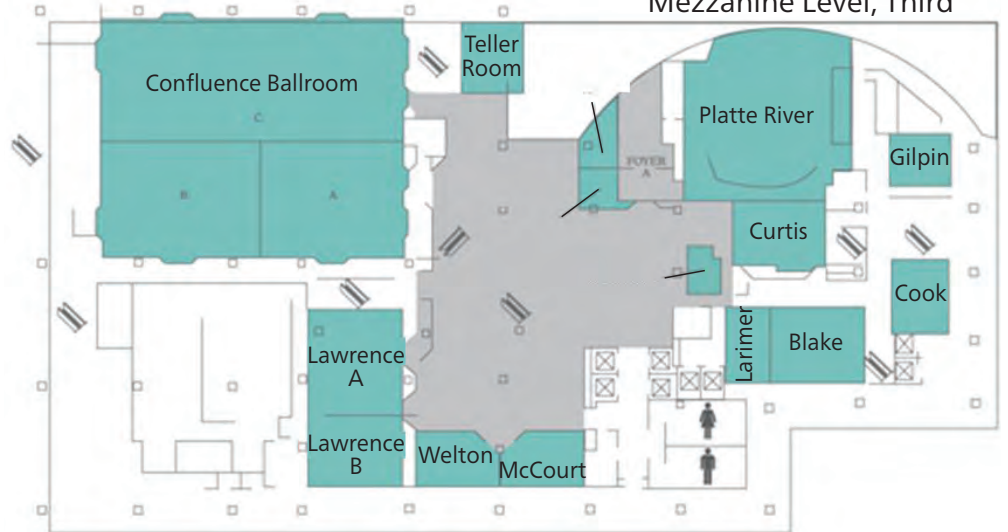 Mezzanine Level, Third
Teller
Room
Confluence Ballroom
C
B
A
Platte River
FOYER
A
Gilpin
Curtis
Cook
Larimer
Blake
Lawrence
A
Lawrence
B
Welton
McCourt